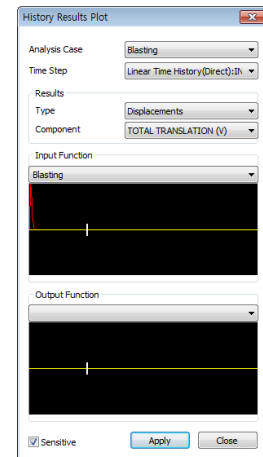 History Results Plot
Analysis Case
Blasting
Time Step
Linear Time History(Direct):IN
Results
Type
Displacements
Component
TOTAL TRANSLATION (V)
Input Function
Blasting
Output Function
Sensitive
Apply
Close